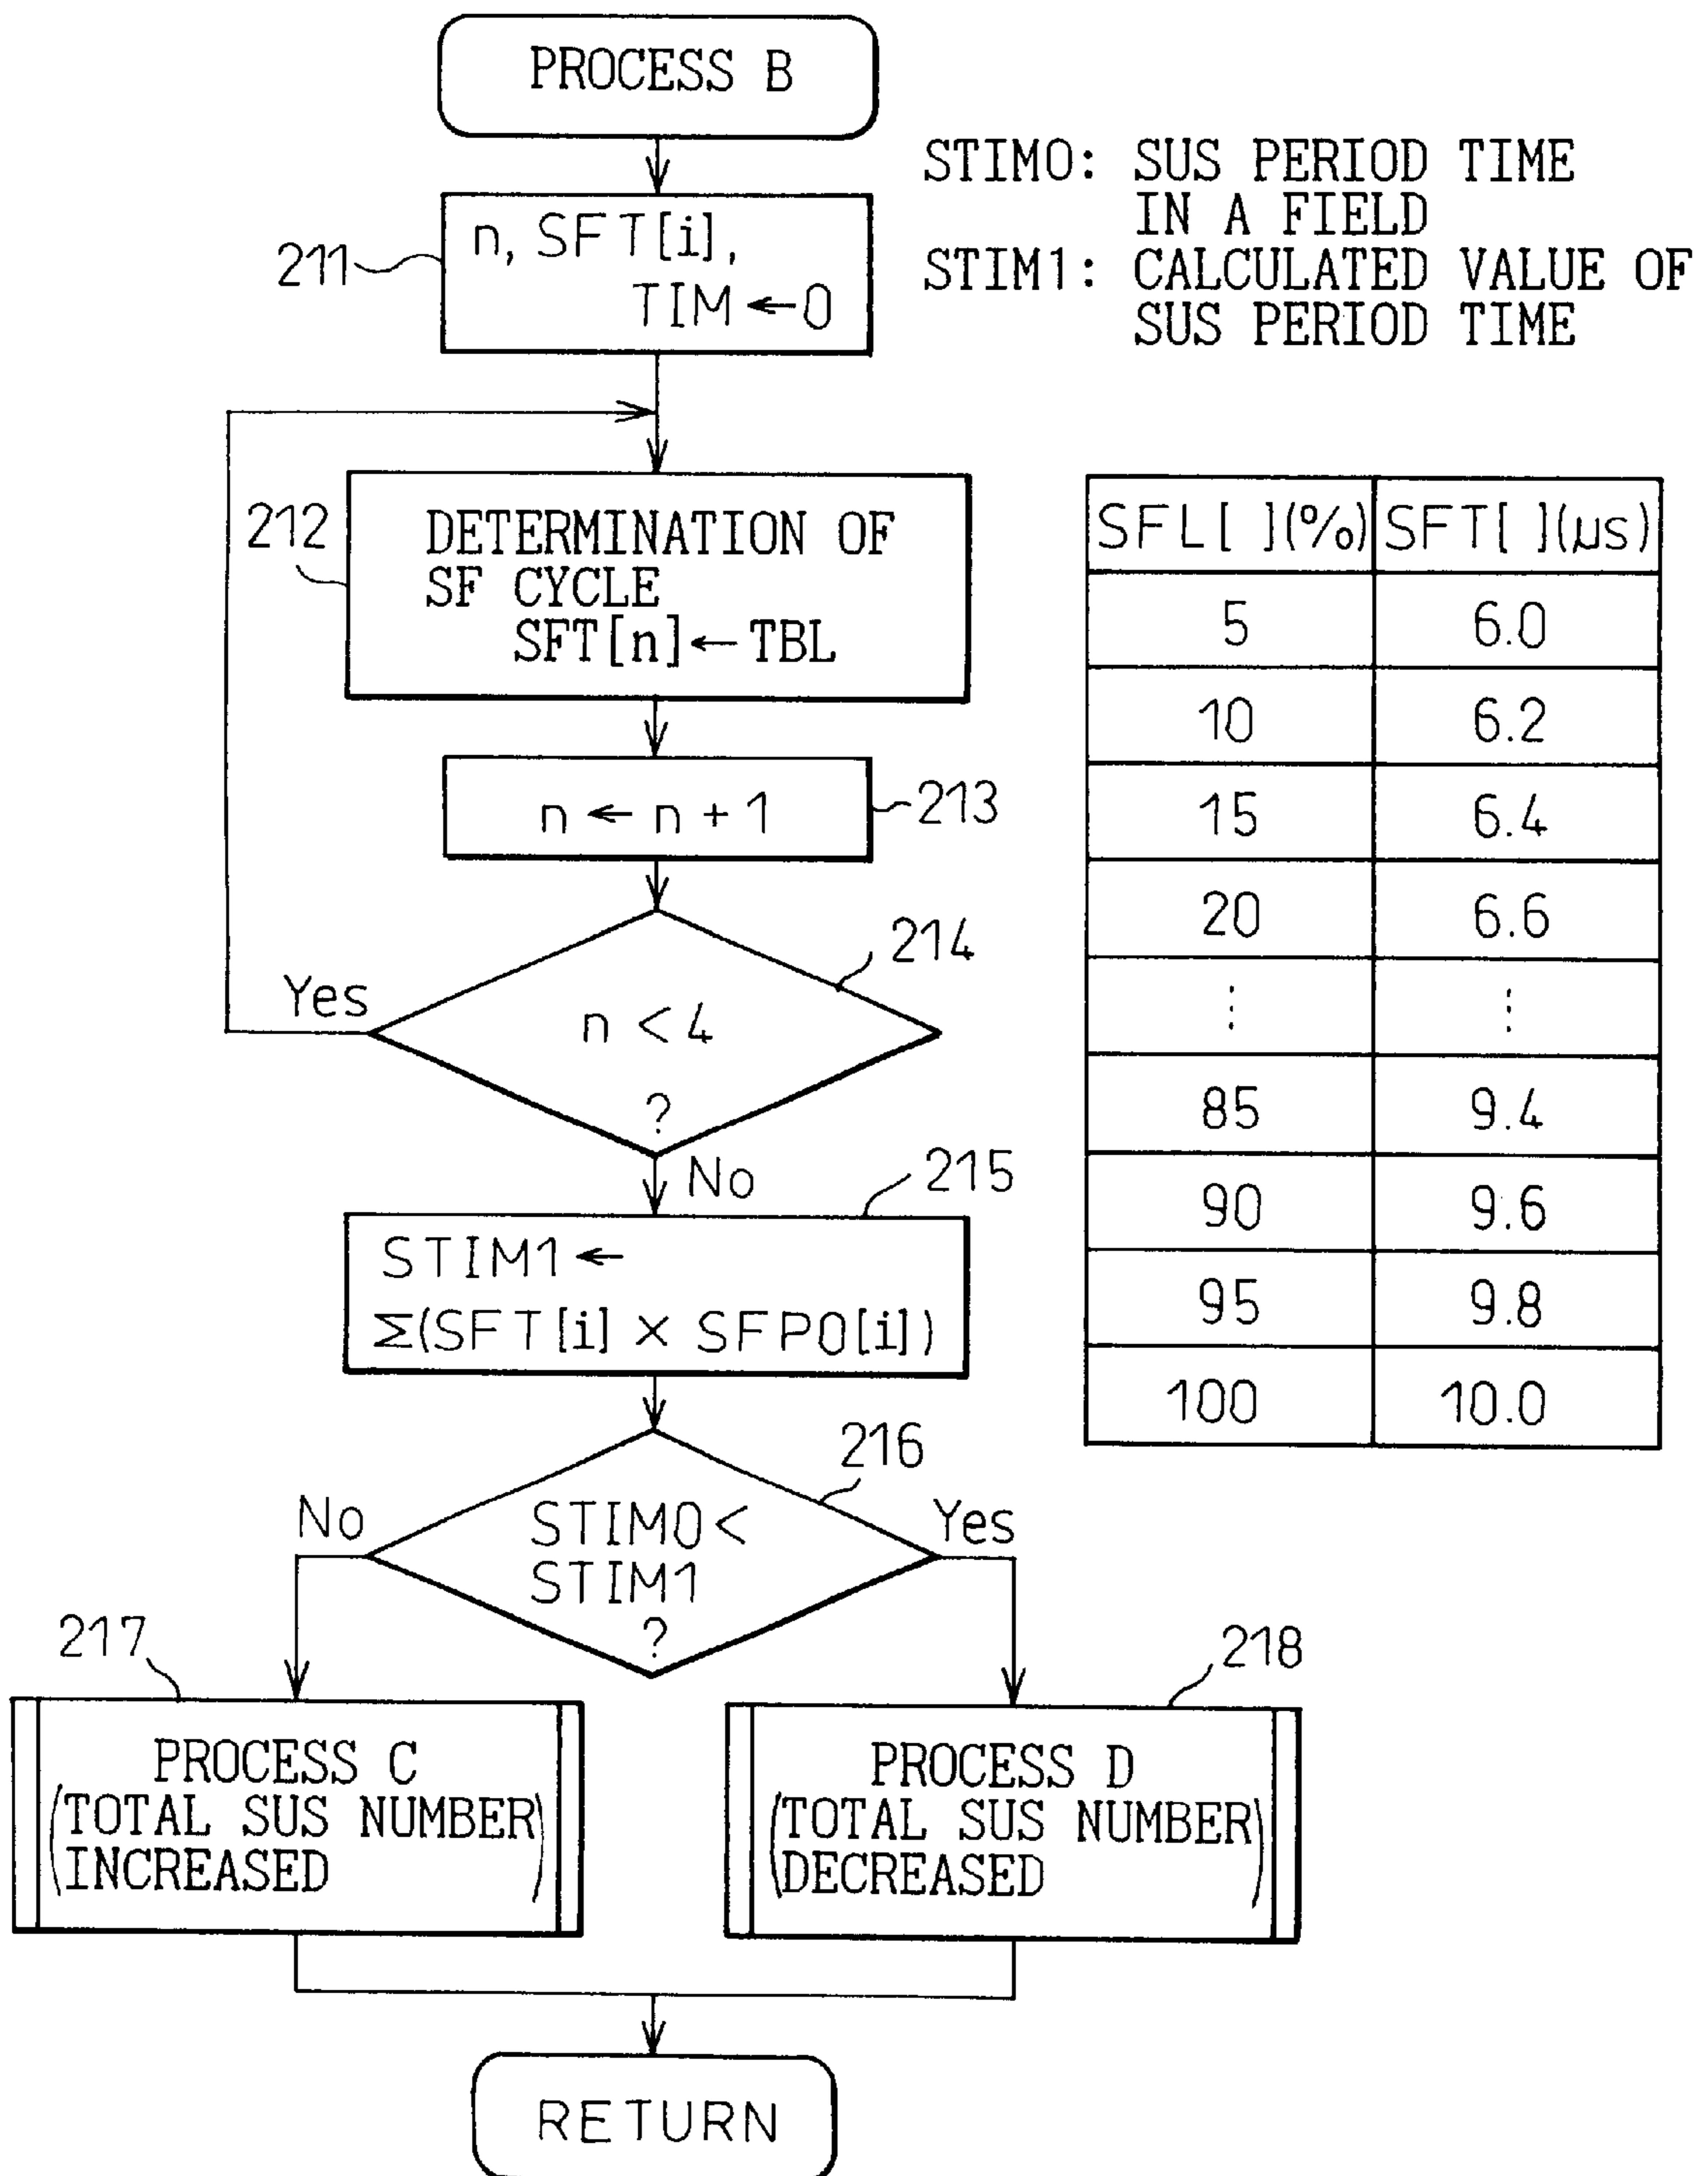 PROCESS B
STIM0: SUS PERIOD TIME
IN A FIELD
STIM1: CALCULATED VALUE OF
SUS PERIOD TIME
211
n, SFT[i],
TIM ← 0
212
DETERMINATION OF
SF CYCLE
SFT[n] ← TBL
n ← n + 1
213
214
Yes
n < 4
?
No
215
STIM1 ←
Σ(SFT[i] × SFP0[i])
216
No
STIM0 <
STIM1
?
Yes
217
PROCESS C
(TOTAL SUS NUMBER
INCREASED)
218
PROCESS D
(TOTAL SUS NUMBER
DECREASED)
RETURN
SFL[ ](%) SFT[ ](µs)
5 6.0
10 6.2
15 6.4
20 6.6
⋮ ⋮
85 9.4
90 9.6
95 9.8
100 10.0